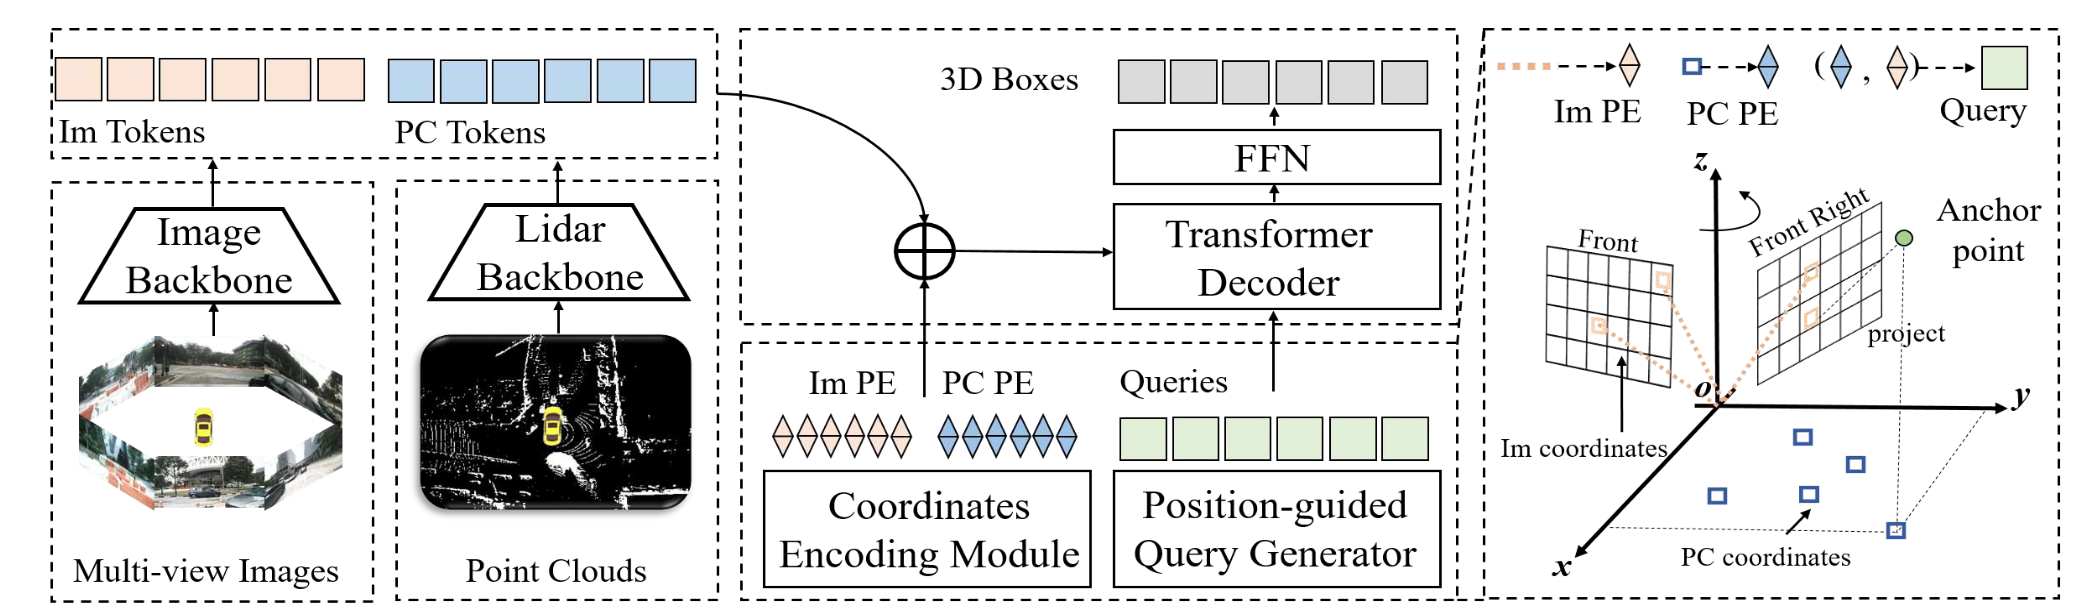 Im Tokens
PC Tokens
Image
Backbone
Lidar
Backbone
Multi-view Images
Point Clouds
3D Boxes
FFN
Transformer
Decoder
Im PE
PC PE
Queries
Coordinates
Encoding Module
Position-guided
Query Generator
( , )
Im PE
PC PE
Query
z
Front
Front Right
Anchor
point
project
o
y
Im coordinates
PC coordinates
x